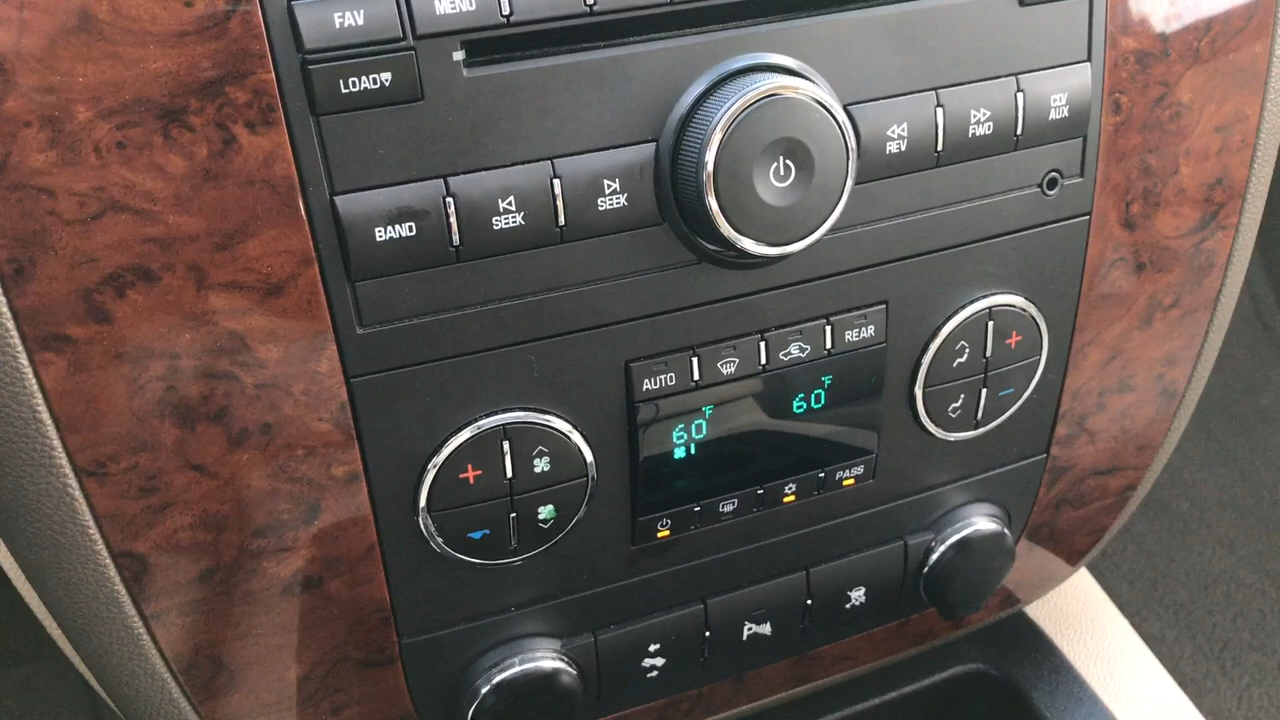 FAV
MENU
LOAD
REV
FWD
CD/
AUX
BAND
SEEK
SEEK
AUTO
REAR
60°F
60°F
PASS
P